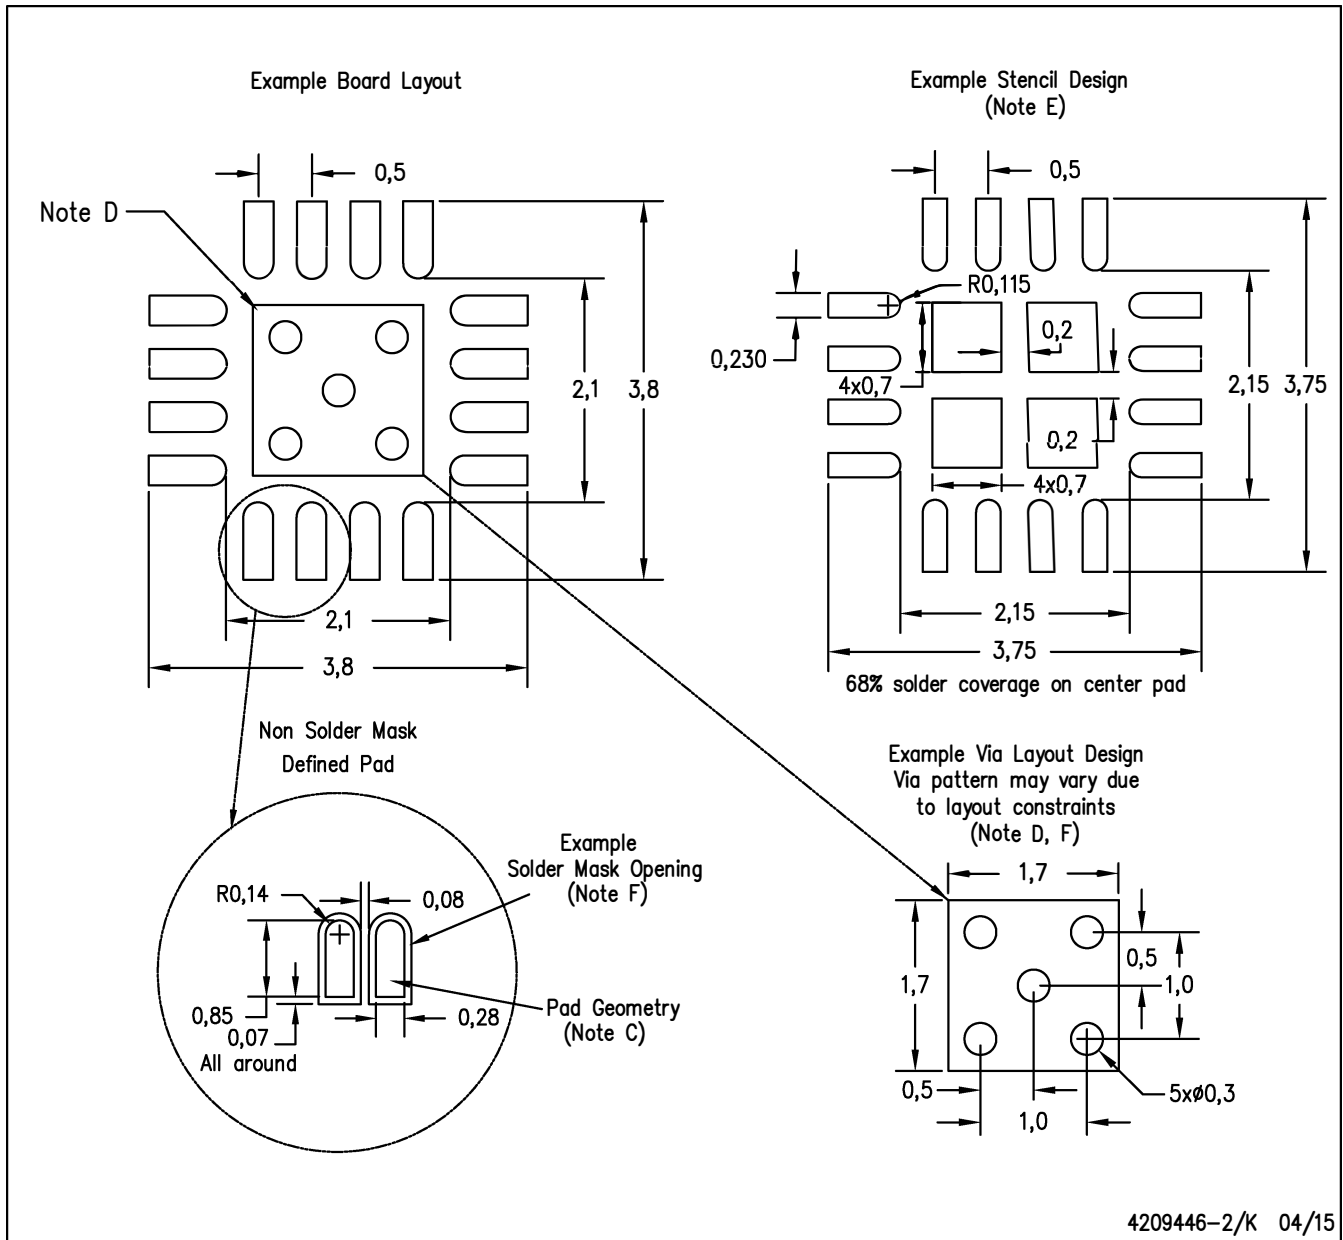 Example Board Layout
0,5
Note D
2,1
3,8
2,1
3,8
Example Stencil Design
(Note E)
0,5
R0,115
0,230
0,2
4x0,7
2,15
3,75
0,2
4x0,7
2,15
3,75
68% solder coverage on center pad
Non Solder Mask
Defined Pad
Example
Solder Mask Opening
(Note F)
R0,14
0,08
0,85
0,07
All around
0,28
Pad Geometry
(Note C)
Example Via Layout Design
Via pattern may vary due
to layout constraints
(Note D, F)
1,7
0,5
1,7
1,0
0,5
5xø0,3
1,0
4209446-2/K 04/15